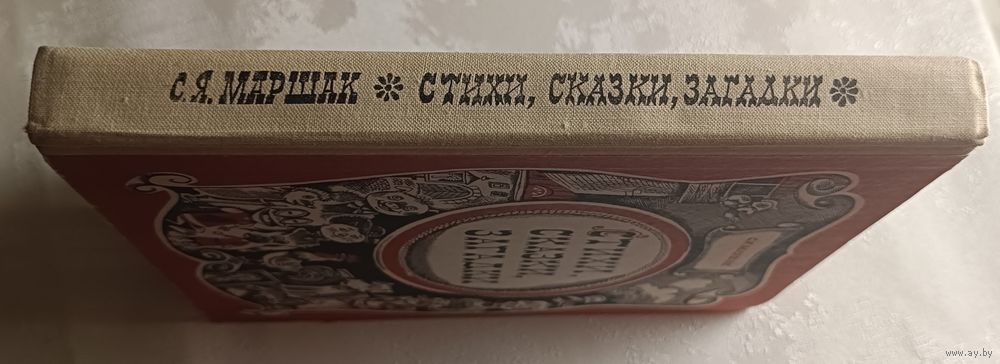 С.Я. МАРШАК * СТИХИ, СКАЗКИ, ЗАГАДКИ *
СТИХИ,
СКАЗКИ,
ЗАГАДКИ
www.ay.by